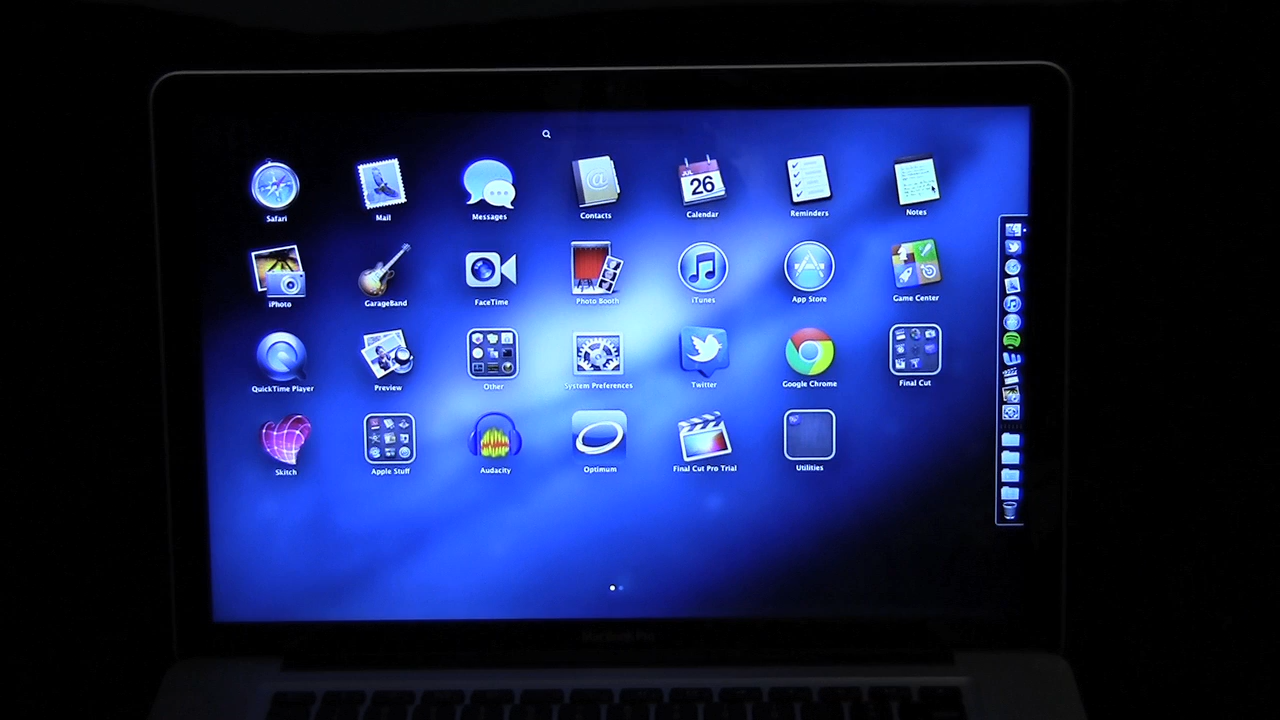 Safari
Mail
Messages
Contacts
JUL
26
Calendar
Reminders
Notes
iPhoto
GarageBand
FaceTime
Photo Booth
iTunes
App Store
Game Center
QuickTime Player
Preview
Other
System Preferences
Twitter
Google Chrome
Final Cut
Skitch
Apple Stuff
Audacity
Optimum
Final Cut Pro Trial
Utilities
MacBook Pro